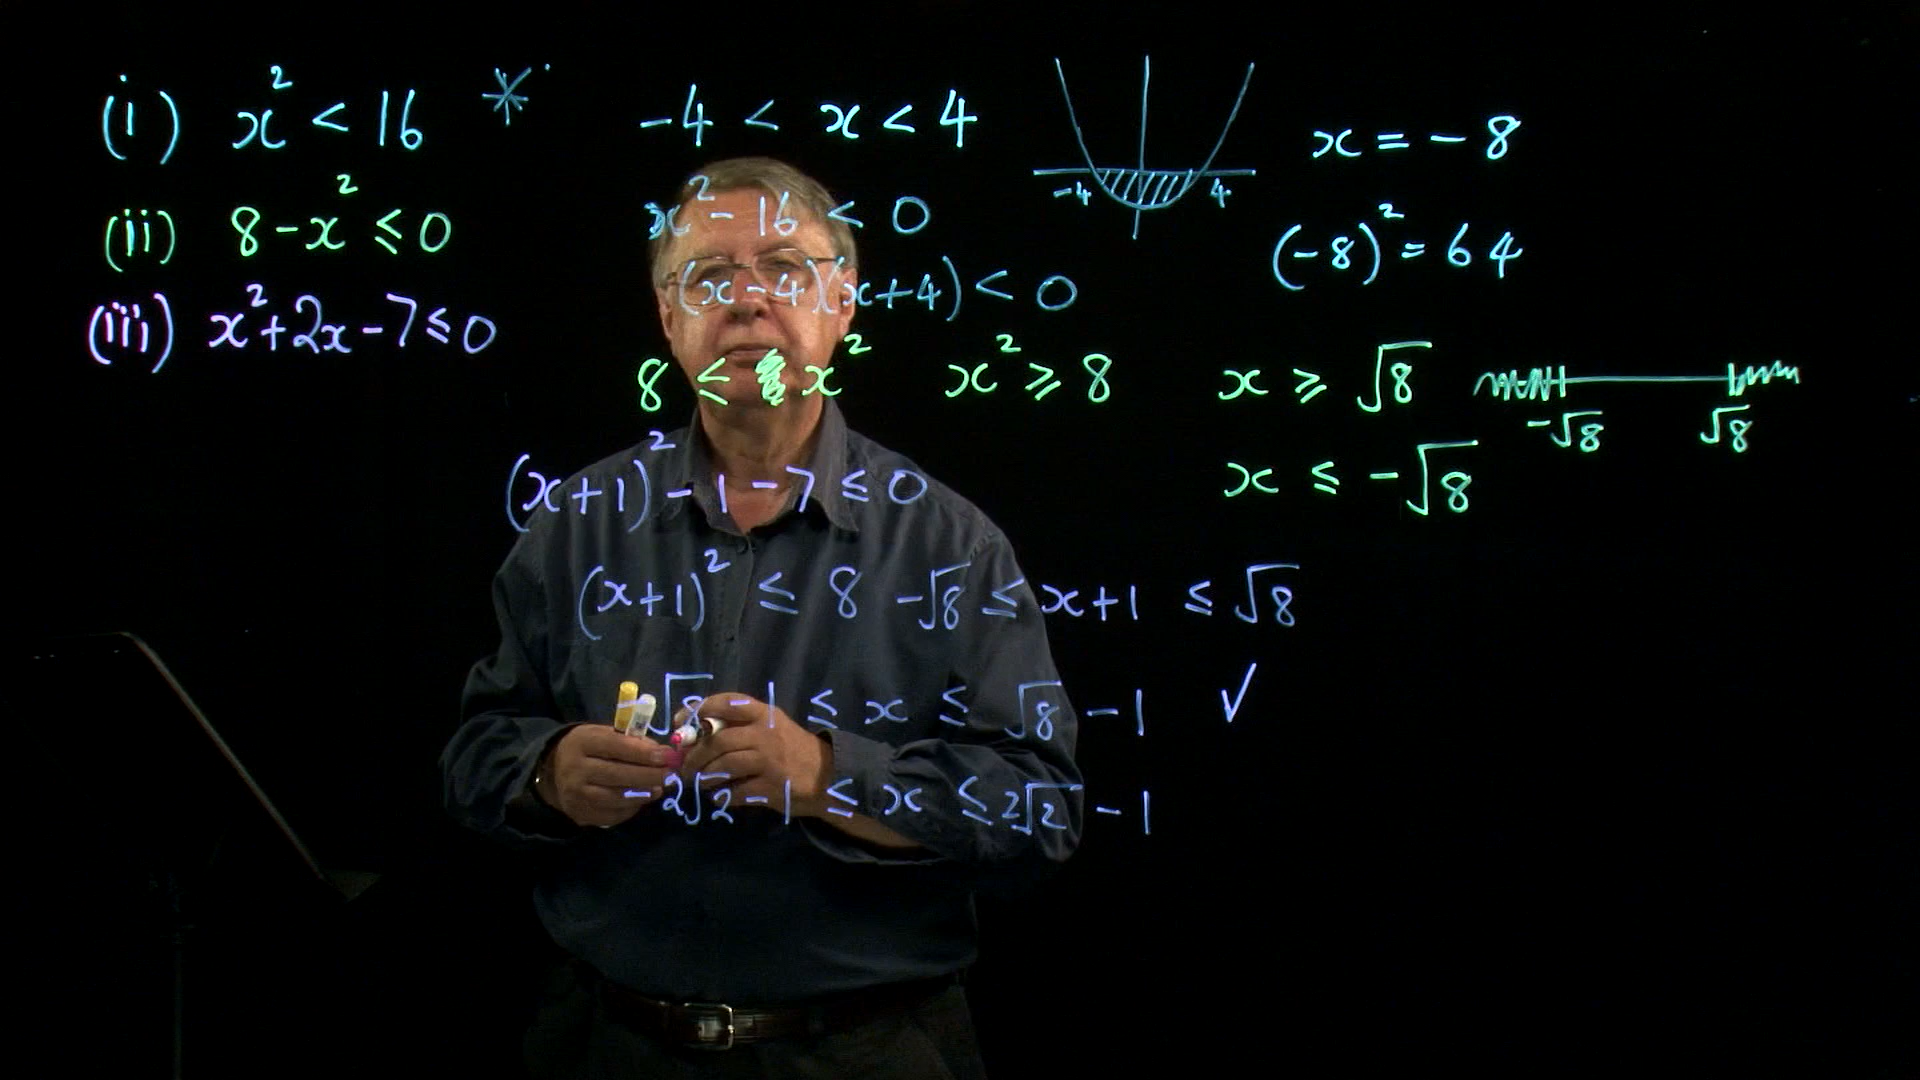 (i) x² < 16 *
(ii) 8 - x² ≤ 0
(iii) x² + 2x - 7 ≤ 0
-4 < x < 4
x² - 16 < 0
(x - 4)(x + 4) < 0
-4 4
x = -8
(-8)² = 64
8 ≤ x² x² ≥ 8 x ≥ √8
-√8 √8
x ≤ -√8
(x + 1)² - 1 - 7 ≤ 0
(x + 1)² ≤ 8 -√8 ≤ x + 1 ≤ √8
-√8 - 1 ≤ x ≤ √8 - 1 ✓
-2√2 - 1 ≤ x ≤ 2√2 - 1